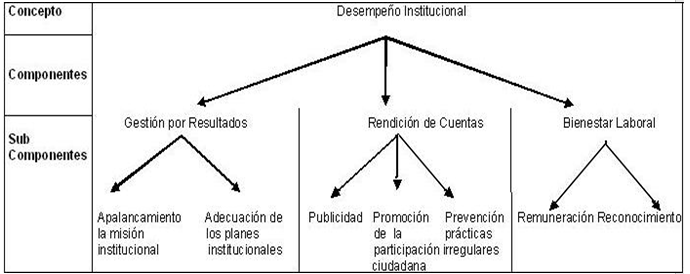 Concepto
Desempeño Institucional
Componentes
Gestión por Resultados
Rendición de Cuentas
Bienestar Laboral
Sub
Componentes
Apalancamiento
la misión
institucional
Adecuación de
los planes
institucionales
Publicidad
Promoción
de la
participación
ciudadana
Prevención
prácticas
irregulares
Remuneración
Reconocimiento